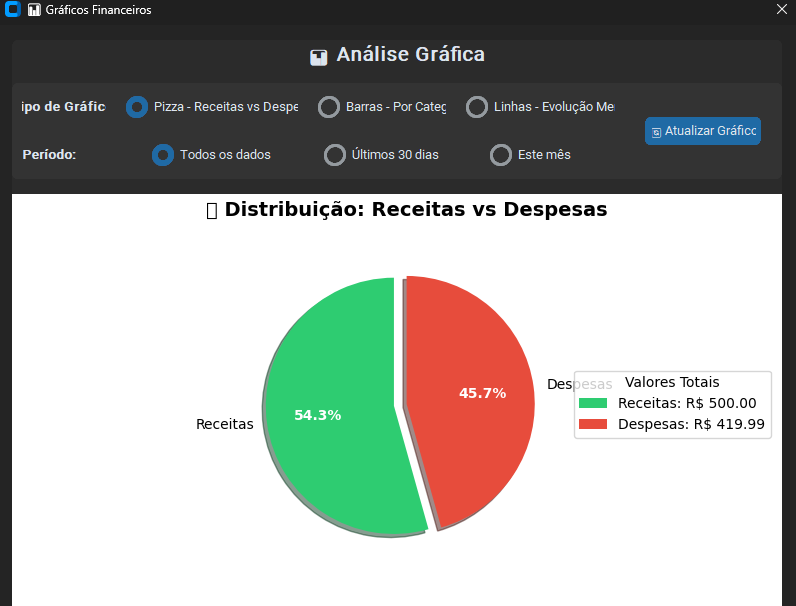 Gráficos Financeiros
Análise Gráfica
ipo de Gráfic
Pizza - Receitas vs Despe
Barras - Por Categ
Linhas - Evolução Me
Atualizar Gráfico
Período:
Todos os dados
Últimos 30 dias
Este mês
Distribuição: Receitas vs Despesas
45.7%
54.3%
Receitas
Despesas
Valores Totais
Receitas: R$ 500.00
Despesas: R$ 419.99